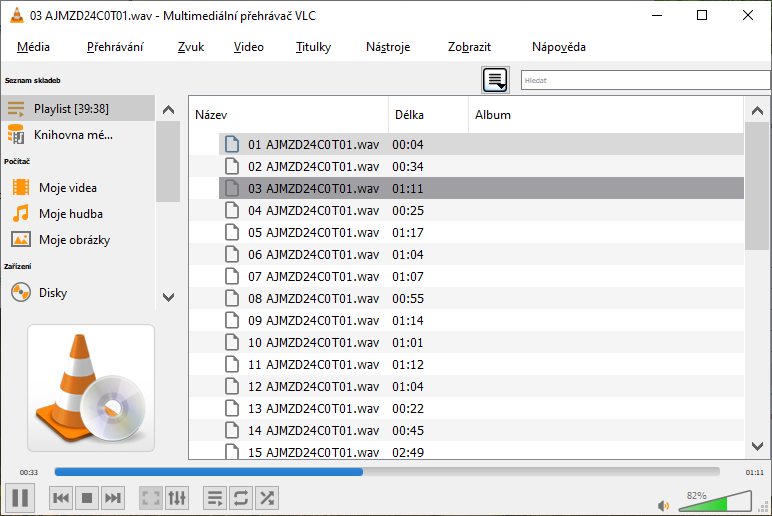 03 AJMZD24C0T01.wav - Multimediální přehrávač VLC
Média Přehrávání Zvuk Video Titulky Nástroje Zobrazit Nápověda
Seznam skladeb
Hledat
Playlist [39:38]
Knihovna mé...
Počítač
Moje videa
Moje hudba
Moje obrázky
Zařízení
Disky
Název Délka Album
01 AJMZD24C0T01.wav 00:04
02 AJMZD24C0T01.wav 00:34
03 AJMZD24C0T01.wav 01:11
04 AJMZD24C0T01.wav 00:25
05 AJMZD24C0T01.wav 01:17
06 AJMZD24C0T01.wav 01:04
07 AJMZD24C0T01.wav 01:07
08 AJMZD24C0T01.wav 00:55
09 AJMZD24C0T01.wav 01:14
10 AJMZD24C0T01.wav 01:01
11 AJMZD24C0T01.wav 01:12
12 AJMZD24C0T01.wav 01:04
13 AJMZD24C0T01.wav 00:22
14 AJMZD24C0T01.wav 00:45
15 AJMZD24C0T01.wav 02:49
00:33 01:11
82%